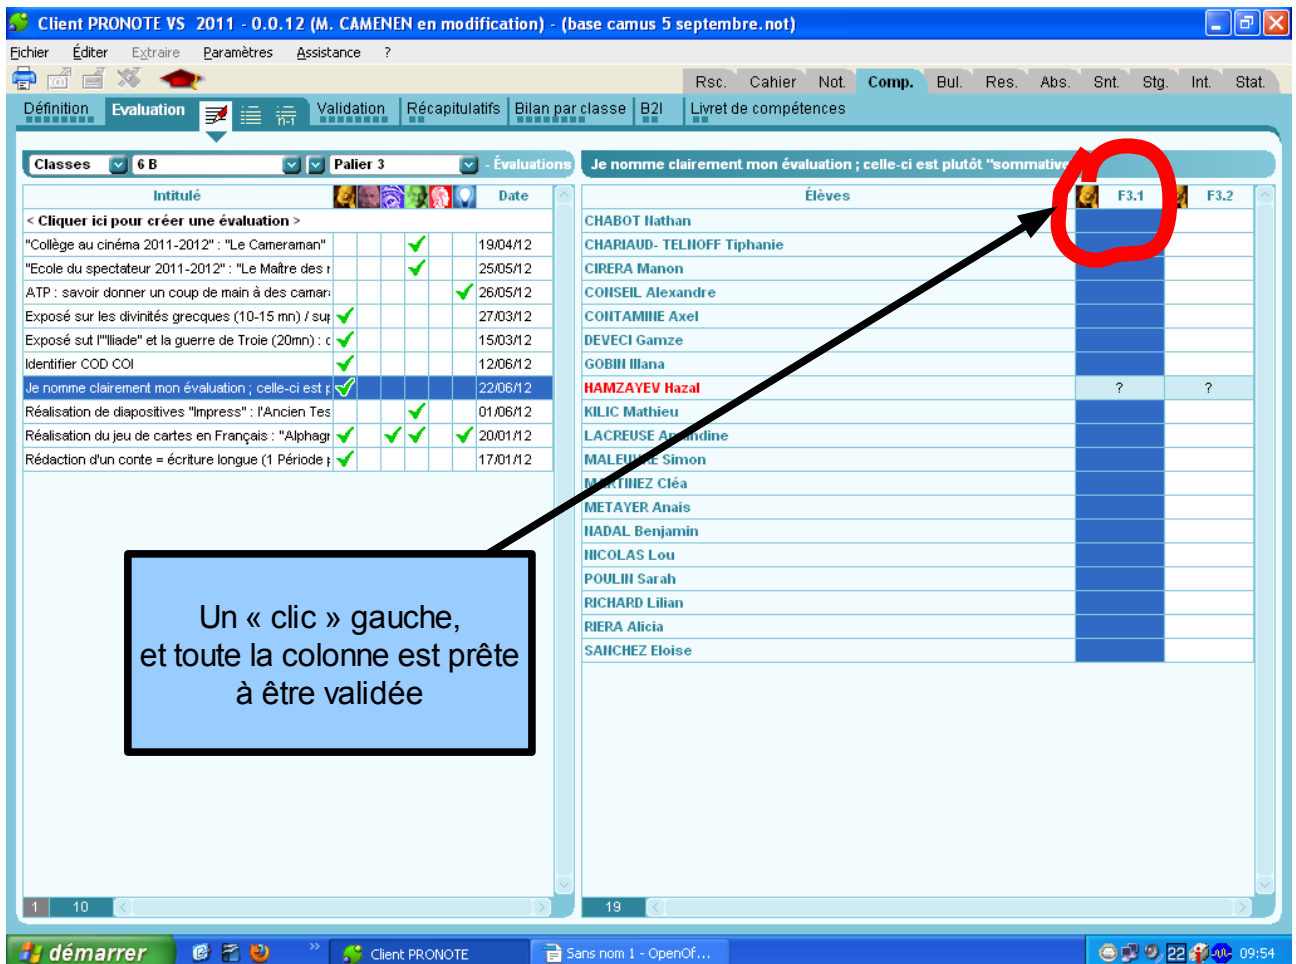 Client PRONOTE VS 2011 - 0.0.12 (M. CAMENEN en modification) - (base camus 5 septembre.not)
Fichier Éditer Extraire Paramètres Assistance ?
Rsc. Cahier Not. Comp. Bul. Res. Abs. Snt. Stg. Int. Stat.
Définition Evaluation n-1 Validation Récapitulatifs Bilan par classe B2I Livret de compétences
Classes 6 B Palier 3 - Évaluations
Je nomme clairement mon évaluation ; celle-ci est plutôt "sommative
Intitulé Date
Élèves F3.1 F3.2
< Cliquer ici pour créer une évaluation >
"Collège au cinéma 2011-2012" : "Le Cameraman" 19/04/12
"Ecole du spectateur 2011-2012" : "Le Maître des 25/05/12
ATP : savoir donner un coup de main à des camar 26/05/12
Exposé sur les divinités grecques (10-15 mn) / su 27/03/12
Exposé sut l'"Iliade" et la guerre de Troie (20mn) : 15/03/12
Identifier COD COI 12/06/12
Je nomme clairement mon évaluation ; celle-ci est 22/06/12
Réalisation de diapositives "Impress" : l'Ancien Tes 01/06/12
Réalisation du jeu de cartes en Français : "Alphagr 20/01/12
Rédaction d'un conte = écriture longue (1 Période 17/01/12
CHABOT Nathan
CHARIAUD- TELNOFF Tiphanie
CIRERA Manon
CONSEIL Alexandre
CONTAMINE Axel
DEVECI Gamze
GOBIN Illana
HAMZAYEV Hazal ? ?
KILIC Mathieu
LACREUSE Amandine
MALEUVRE Simon
MARTINEZ Cléa
METAYER Anais
NADAL Benjamin
NICOLAS Lou
POULIN Sarah
RICHARD Lilian
RIERA Alicia
SANCHEZ Eloise
Un « clic » gauche,
et toute la colonne est prête
à être validée
1 10
19
démarrer » Client PRONOTE Sans nom 1 - OpenOf... 22 09:54